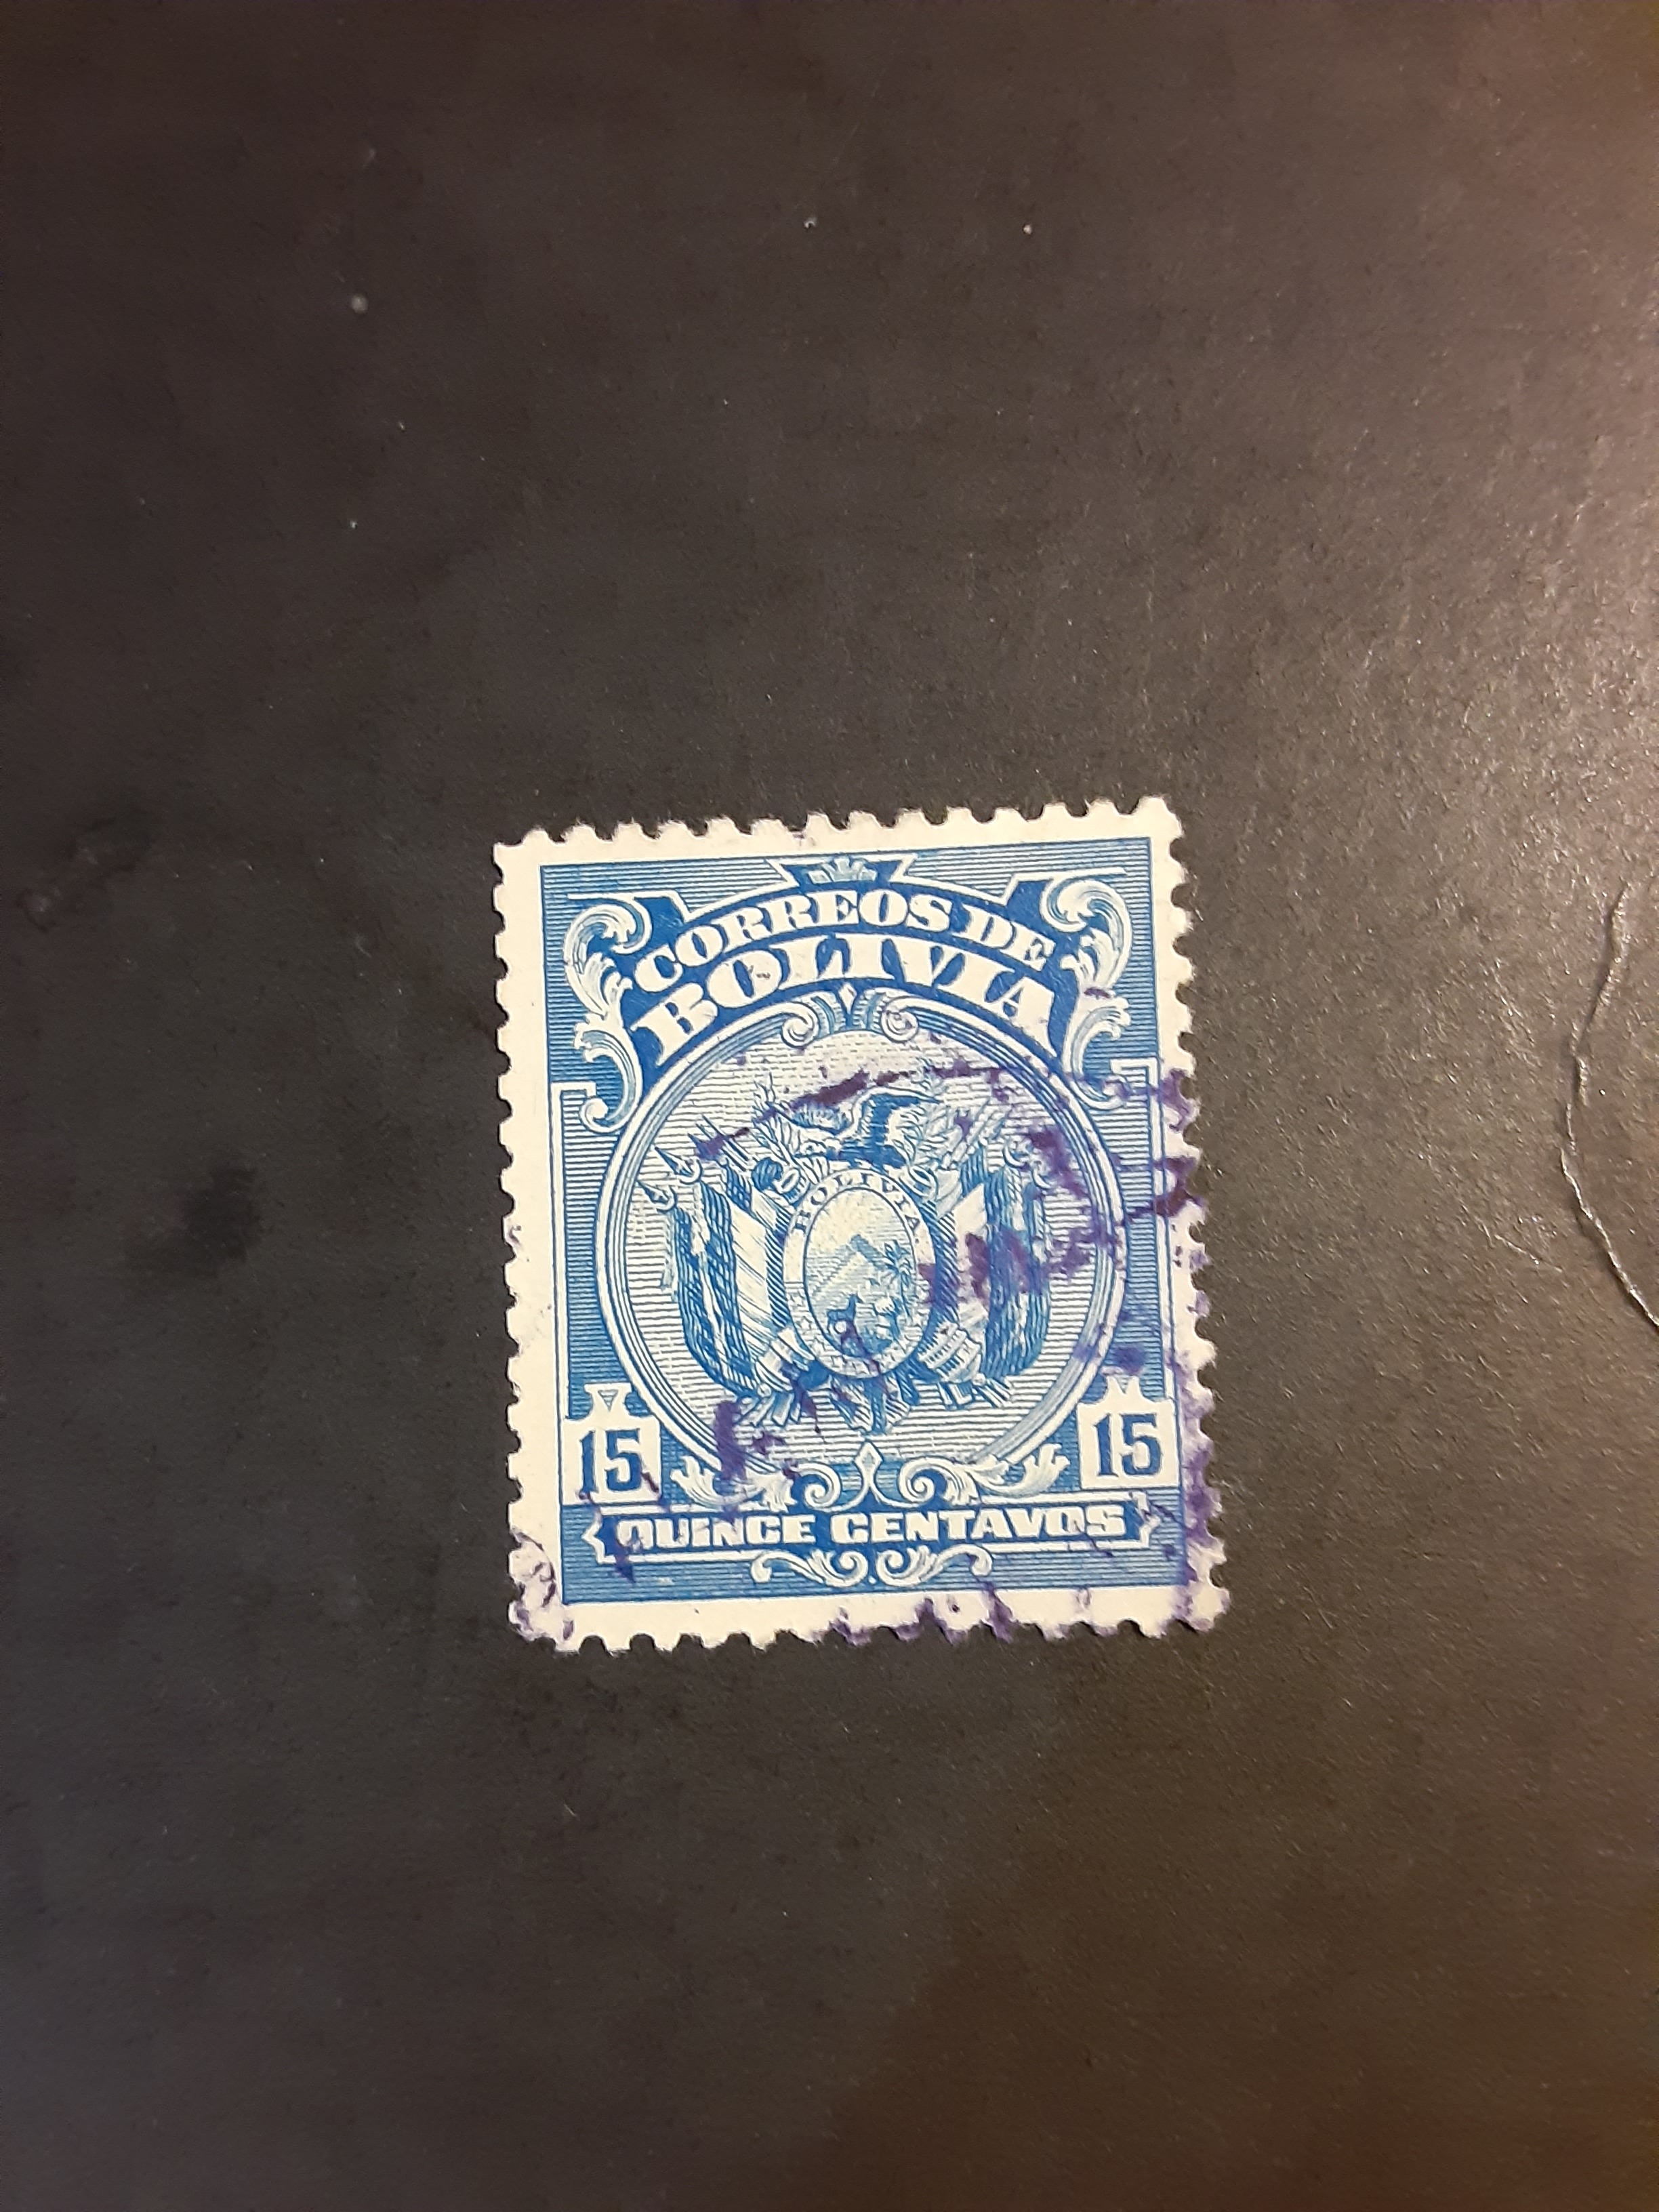 CORREOS DE
BOLIVIA
BOLIVIA
15 15
QUINCE CENTAVOS